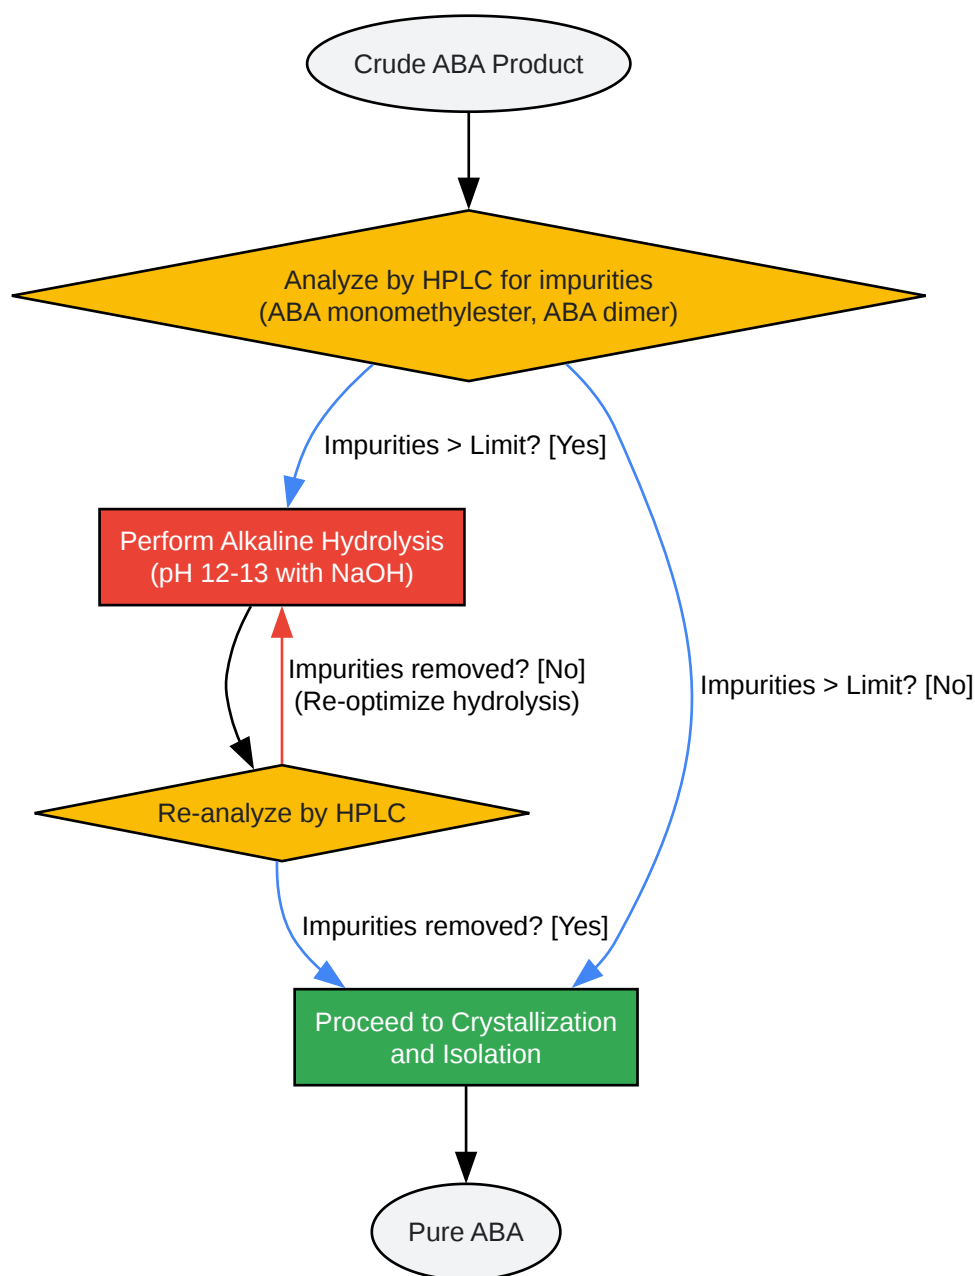 Crude ABA Product
Analyze by HPLC for impurities
(ABA monomethylester, ABA dimer)
Impurities > Limit? [Yes]
Perform Alkaline Hydrolysis
(pH 12-13 with NaOH)
Impurities removed? [No]
(Re-optimize hydrolysis)
Impurities > Limit? [No]
Re-analyze by HPLC
Impurities removed? [Yes]
Proceed to Crystallization
and Isolation
Pure ABA